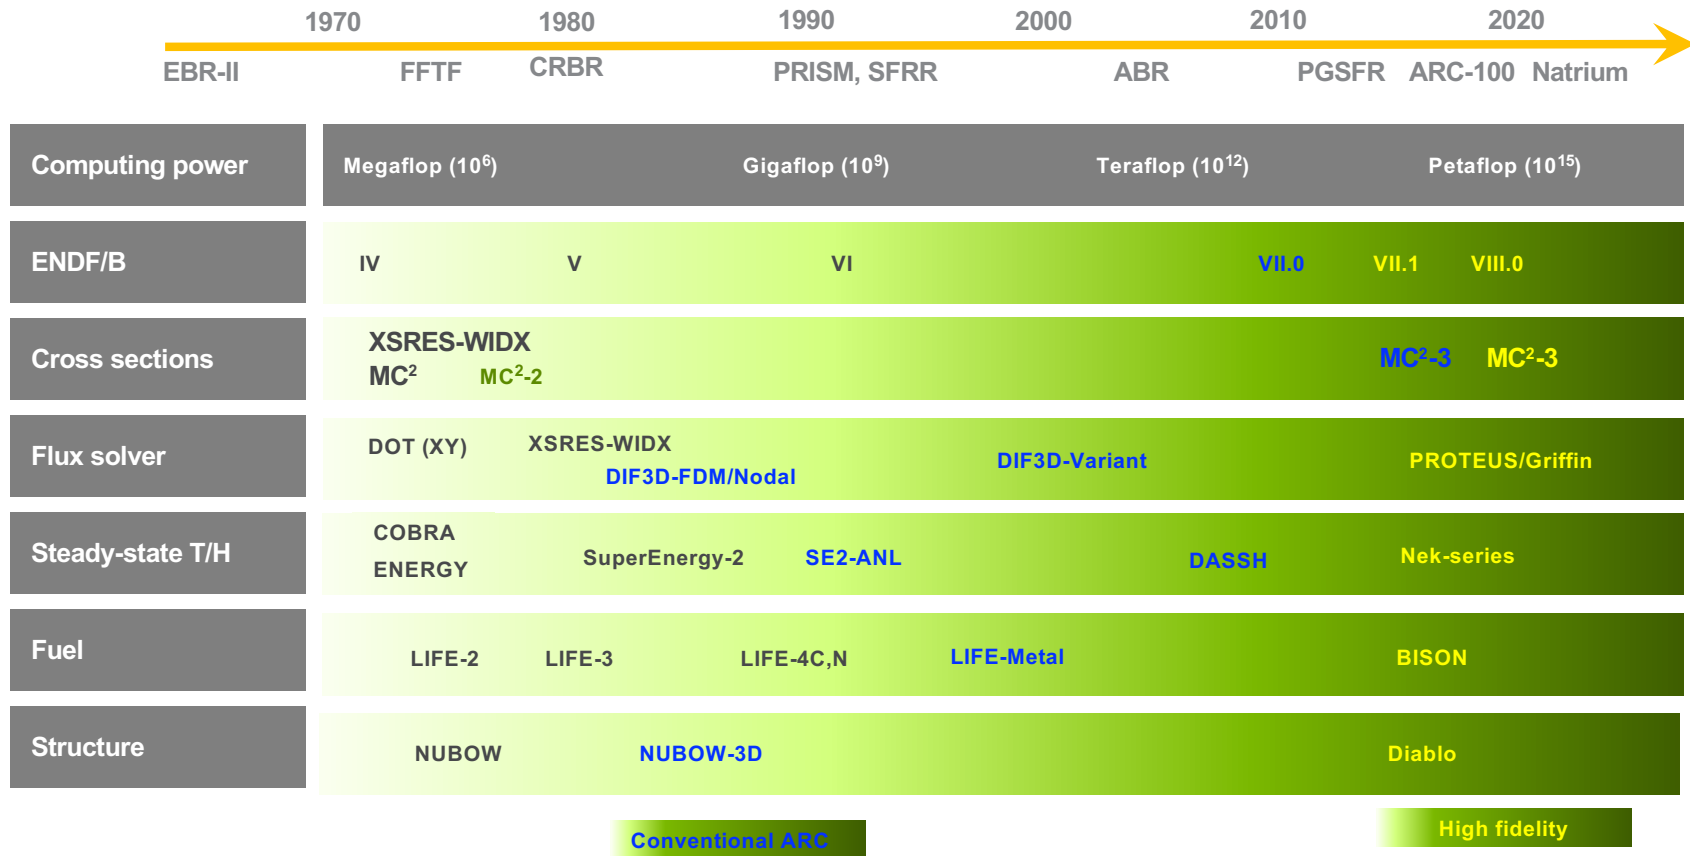 1970 1980 1990 2000 2010 2020
EBR-II FFTF CRBR PRISM, SFRR ABR PGSFR ARC-100 Natrium
Computing power Megaflop (10⁶) Gigaflop (10⁹) Teraflop (10¹²) Petaflop (10¹⁵)
ENDF/B IV V VI VII.0 VII.1 VIII.0
Cross sections
XSRES-WIDX
MC² MC²-2
MC²-3 MC²-3
Flux solver
DOT (XY) XSRES-WIDX
DIF3D-FDM/Nodal
DIF3D-Variant PROTEUS/Griffin
Steady-state T/H
COBRA
ENERGY
SuperEnergy-2 SE2-ANL DASSH Nek-series
Fuel LIFE-2 LIFE-3 LIFE-4C,N LIFE-Metal BISON
Structure NUBOW NUBOW-3D Diablo
Conventional ARC High fidelity